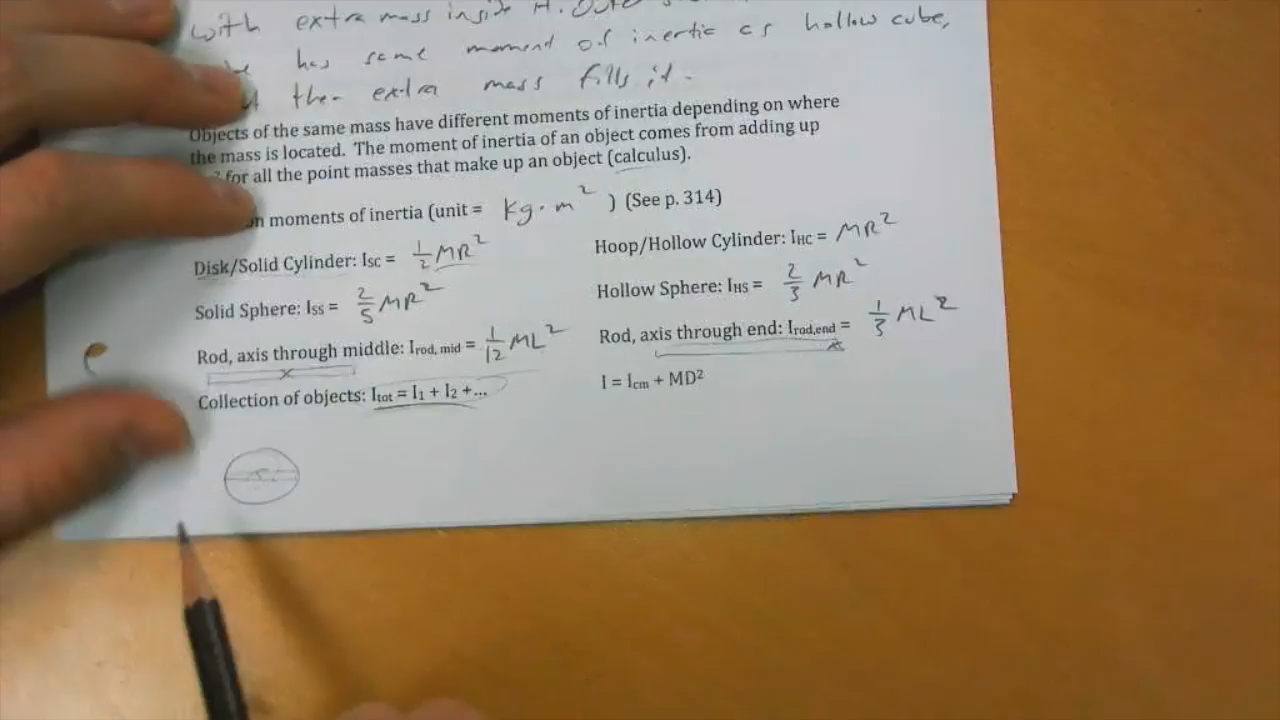 with extra mass inside it.
has same moment of inertia as hollow cube,
then extra mass fills it.
Objects of the same mass have different moments of inertia depending on where
the mass is located. The moment of inertia of an object comes from adding up
for all the point masses that make up an object (calculus).
moments of inertia (unit = kg·m²) (See p. 314)
Disk/Solid Cylinder: Isc = 1/2 MR²
Hoop/Hollow Cylinder: IHC = MR²
Solid Sphere: Iss = 2/5 MR²
Hollow Sphere: IHS = 2/3 MR²
Rod, axis through middle: Irod, mid = 1/12 ML²
Rod, axis through end: Irod,end = 1/3 ML²
Collection of objects: Itot = I1 + I2 +...
I = Icm + MD²